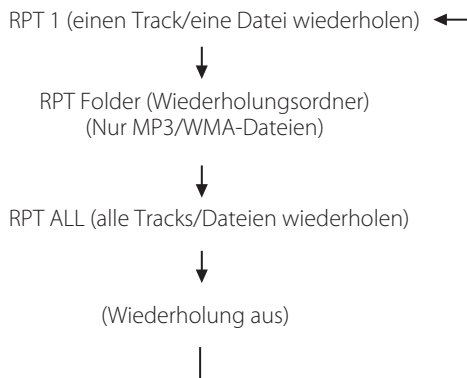 RPT 1 (einen Track/eine Datei wiederholen)
RPT Folder (Wiederholungsordner)
(Nur MP3/WMA-Dateien)
RPT ALL (alle Tracks/Dateien wiederholen)
(Wiederholung aus)